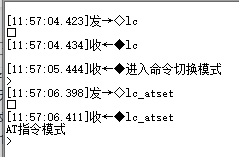 [11:57:04.423]发→◇lc
□
[11:57:04.434]收←◆lc
[11:57:05.444]收←◆进入命令切换模式
>
[11:57:06.398]发→◇lc_atset
□
[11:57:06.411]收←◆lc_atset
AT指令模式
>